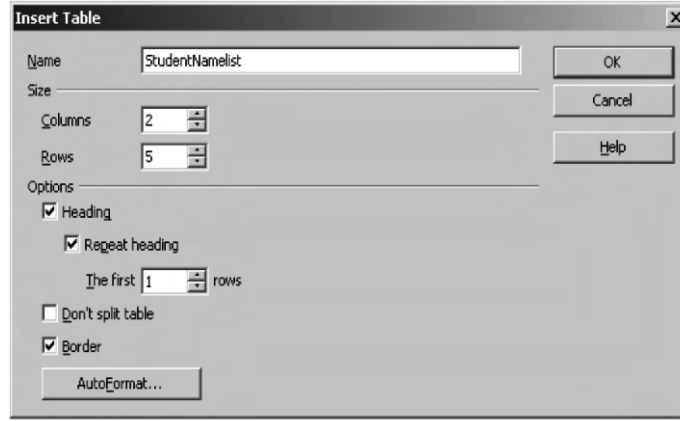 Insert Table
Name StudentNamelist OK
Size Cancel
Columns 2
Rows 5 Help
Options
Heading
Repeat heading
The first 1 rows
Don't split table
Border
AutoFormat...